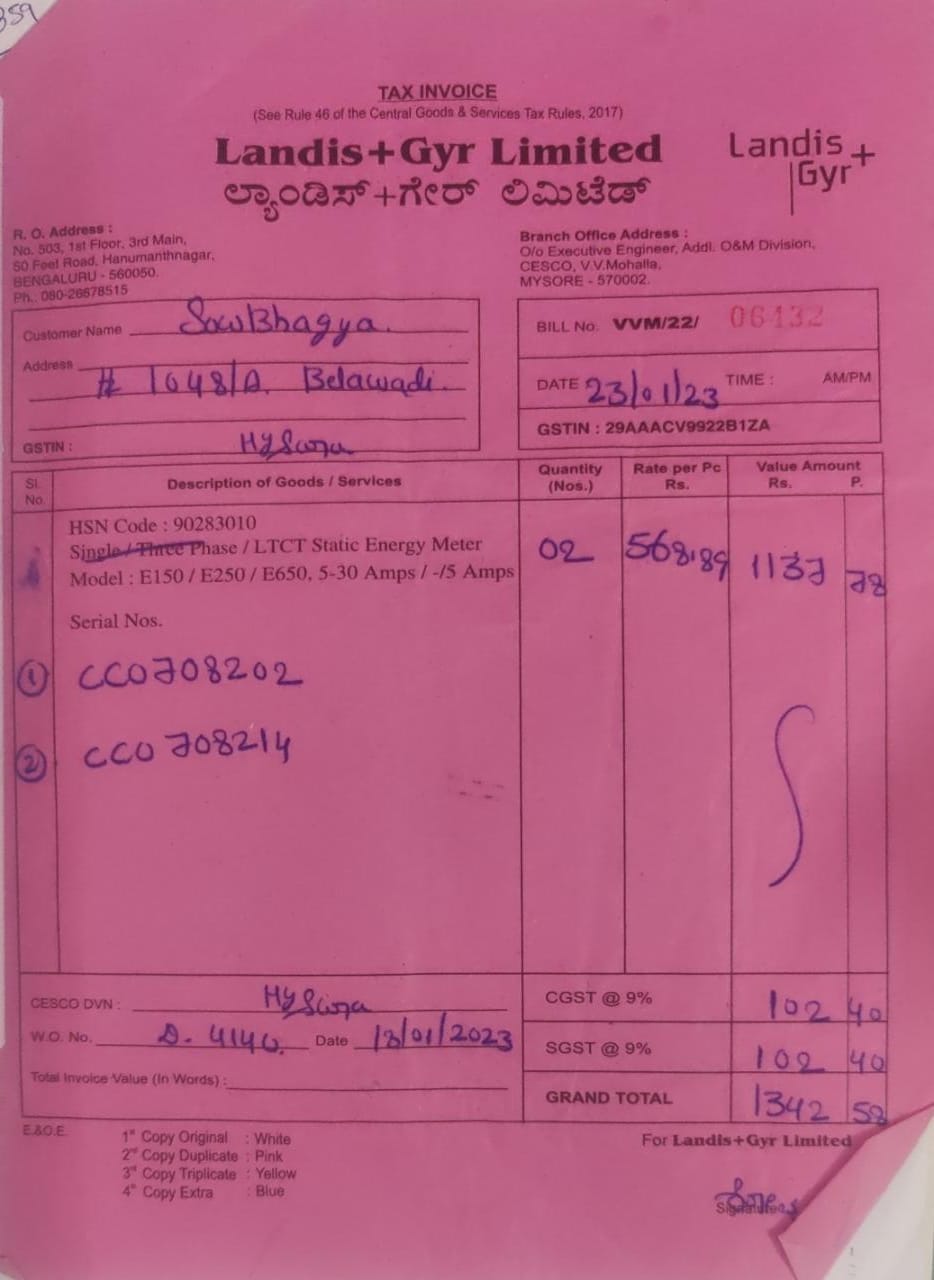 359
TAX INVOICE
(See Rule 46 of the Central Goods & Services Tax Rules, 2017)
Landis+Gyr Limited
ಲ್ಯಾಂಡಿಸ್+ಗೇರ್ ಲಿಮಿಟೆಡ್
Landis+
Gyr
R. O. Address :
No. 503, 1st Floor, 3rd Main,
50 Feet Road, Hanumanthnagar,
BENGALURU - 560050.
Ph.: 080-26678515
Branch Office Address :
O/o Executive Engineer, Addl. O&M Division,
CESCO, V.V.Mohalla,
MYSORE - 570002.
Customer Name SowBhagya.
Address
# 1048/A. Belawadi.
GSTIN :
BILL No. VVM/22/ 06132
DATE 23/01/23 TIME : AM/PM
GSTIN : 29AAACV9922B1ZA
Sl. No. Description of Goods / Services Quantity (Nos.) Rate per Pc Rs. Value Amount Rs. P.
HSN Code : 90283010
Single / Three Phase / LTCT Static Energy Meter 02 568.89 1137 78
Model : E150 / E250 / E650, 5-30 Amps / -/5 Amps
Serial Nos.
① CC0708202
② CC0708214
CESCO DVN :
W.O. No. D. 4140. Date 18/01/2023
Total Invoice Value (In Words) :
CGST @ 9% 102 40
SGST @ 9% 102 40
GRAND TOTAL 1342 58
E.&O.E.
1st Copy Original : White
2nd Copy Duplicate : Pink
3rd Copy Triplicate : Yellow
4th Copy Extra : Blue
For Landis+Gyr Limited